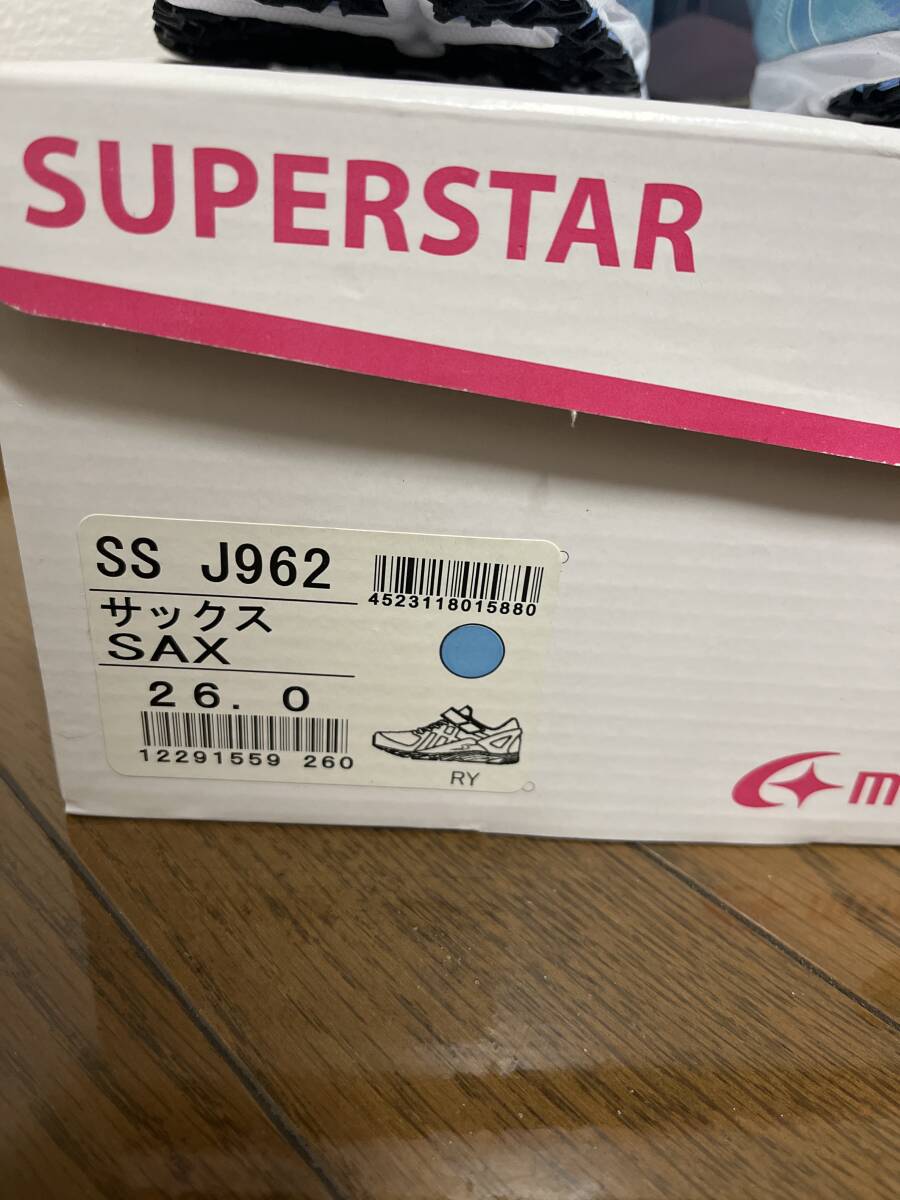 SUPERSTAR
SS J962
4523118015880
サックス
SAX
26.0
12291559 260
RY
m